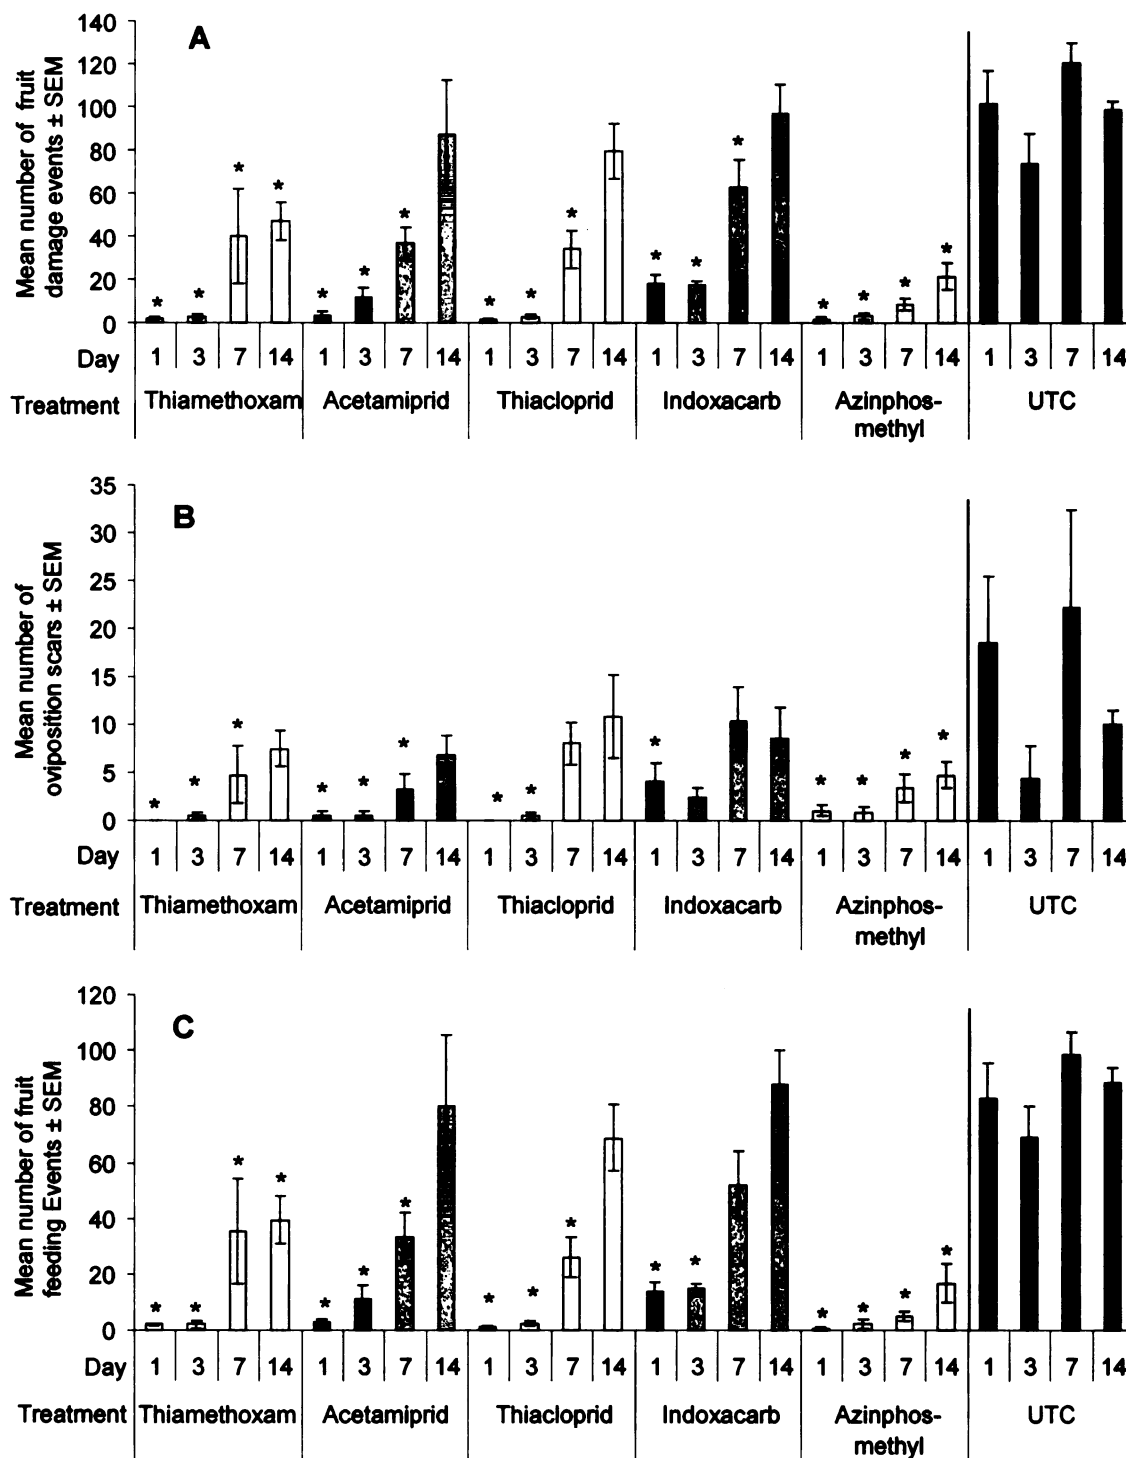 A
Mean number of fruit
damage events ± SEM
140
120
100
80
60
40
20
0
* * * * * * * * * * * * * * * * *
Day 1 3 7 14 1 3 7 14 1 3 7 14 1 3 7 14 1 3 7 14 1 3 7 14
Treatment Thiamethoxam Acetamiprid Thiacloprid Indoxacarb Azinphos- UTC
methyl
B
Mean number of
oviposition scars ± SEM
35
30
25
20
15
10
5
0
* * * * * * * * * * * * *
Day 1 3 7 14 1 3 7 14 1 3 7 14 1 3 7 14 1 3 7 14 1 3 7 14
Treatment Thiamethoxam Acetamiprid Thiacloprid Indoxacarb Azinphos- UTC
methyl
C
Mean number of fruit
feeding Events ± SEM
120
100
80
60
40
20
0
* * * * * * * * * * * * * * * *
Day 1 3 7 14 1 3 7 14 1 3 7 14 1 3 7 14 1 3 7 14 1 3 7 14
Treatment Thiamethoxam Acetamiprid Thiacloprid Indoxacarb Azinphos- UTC
methyl